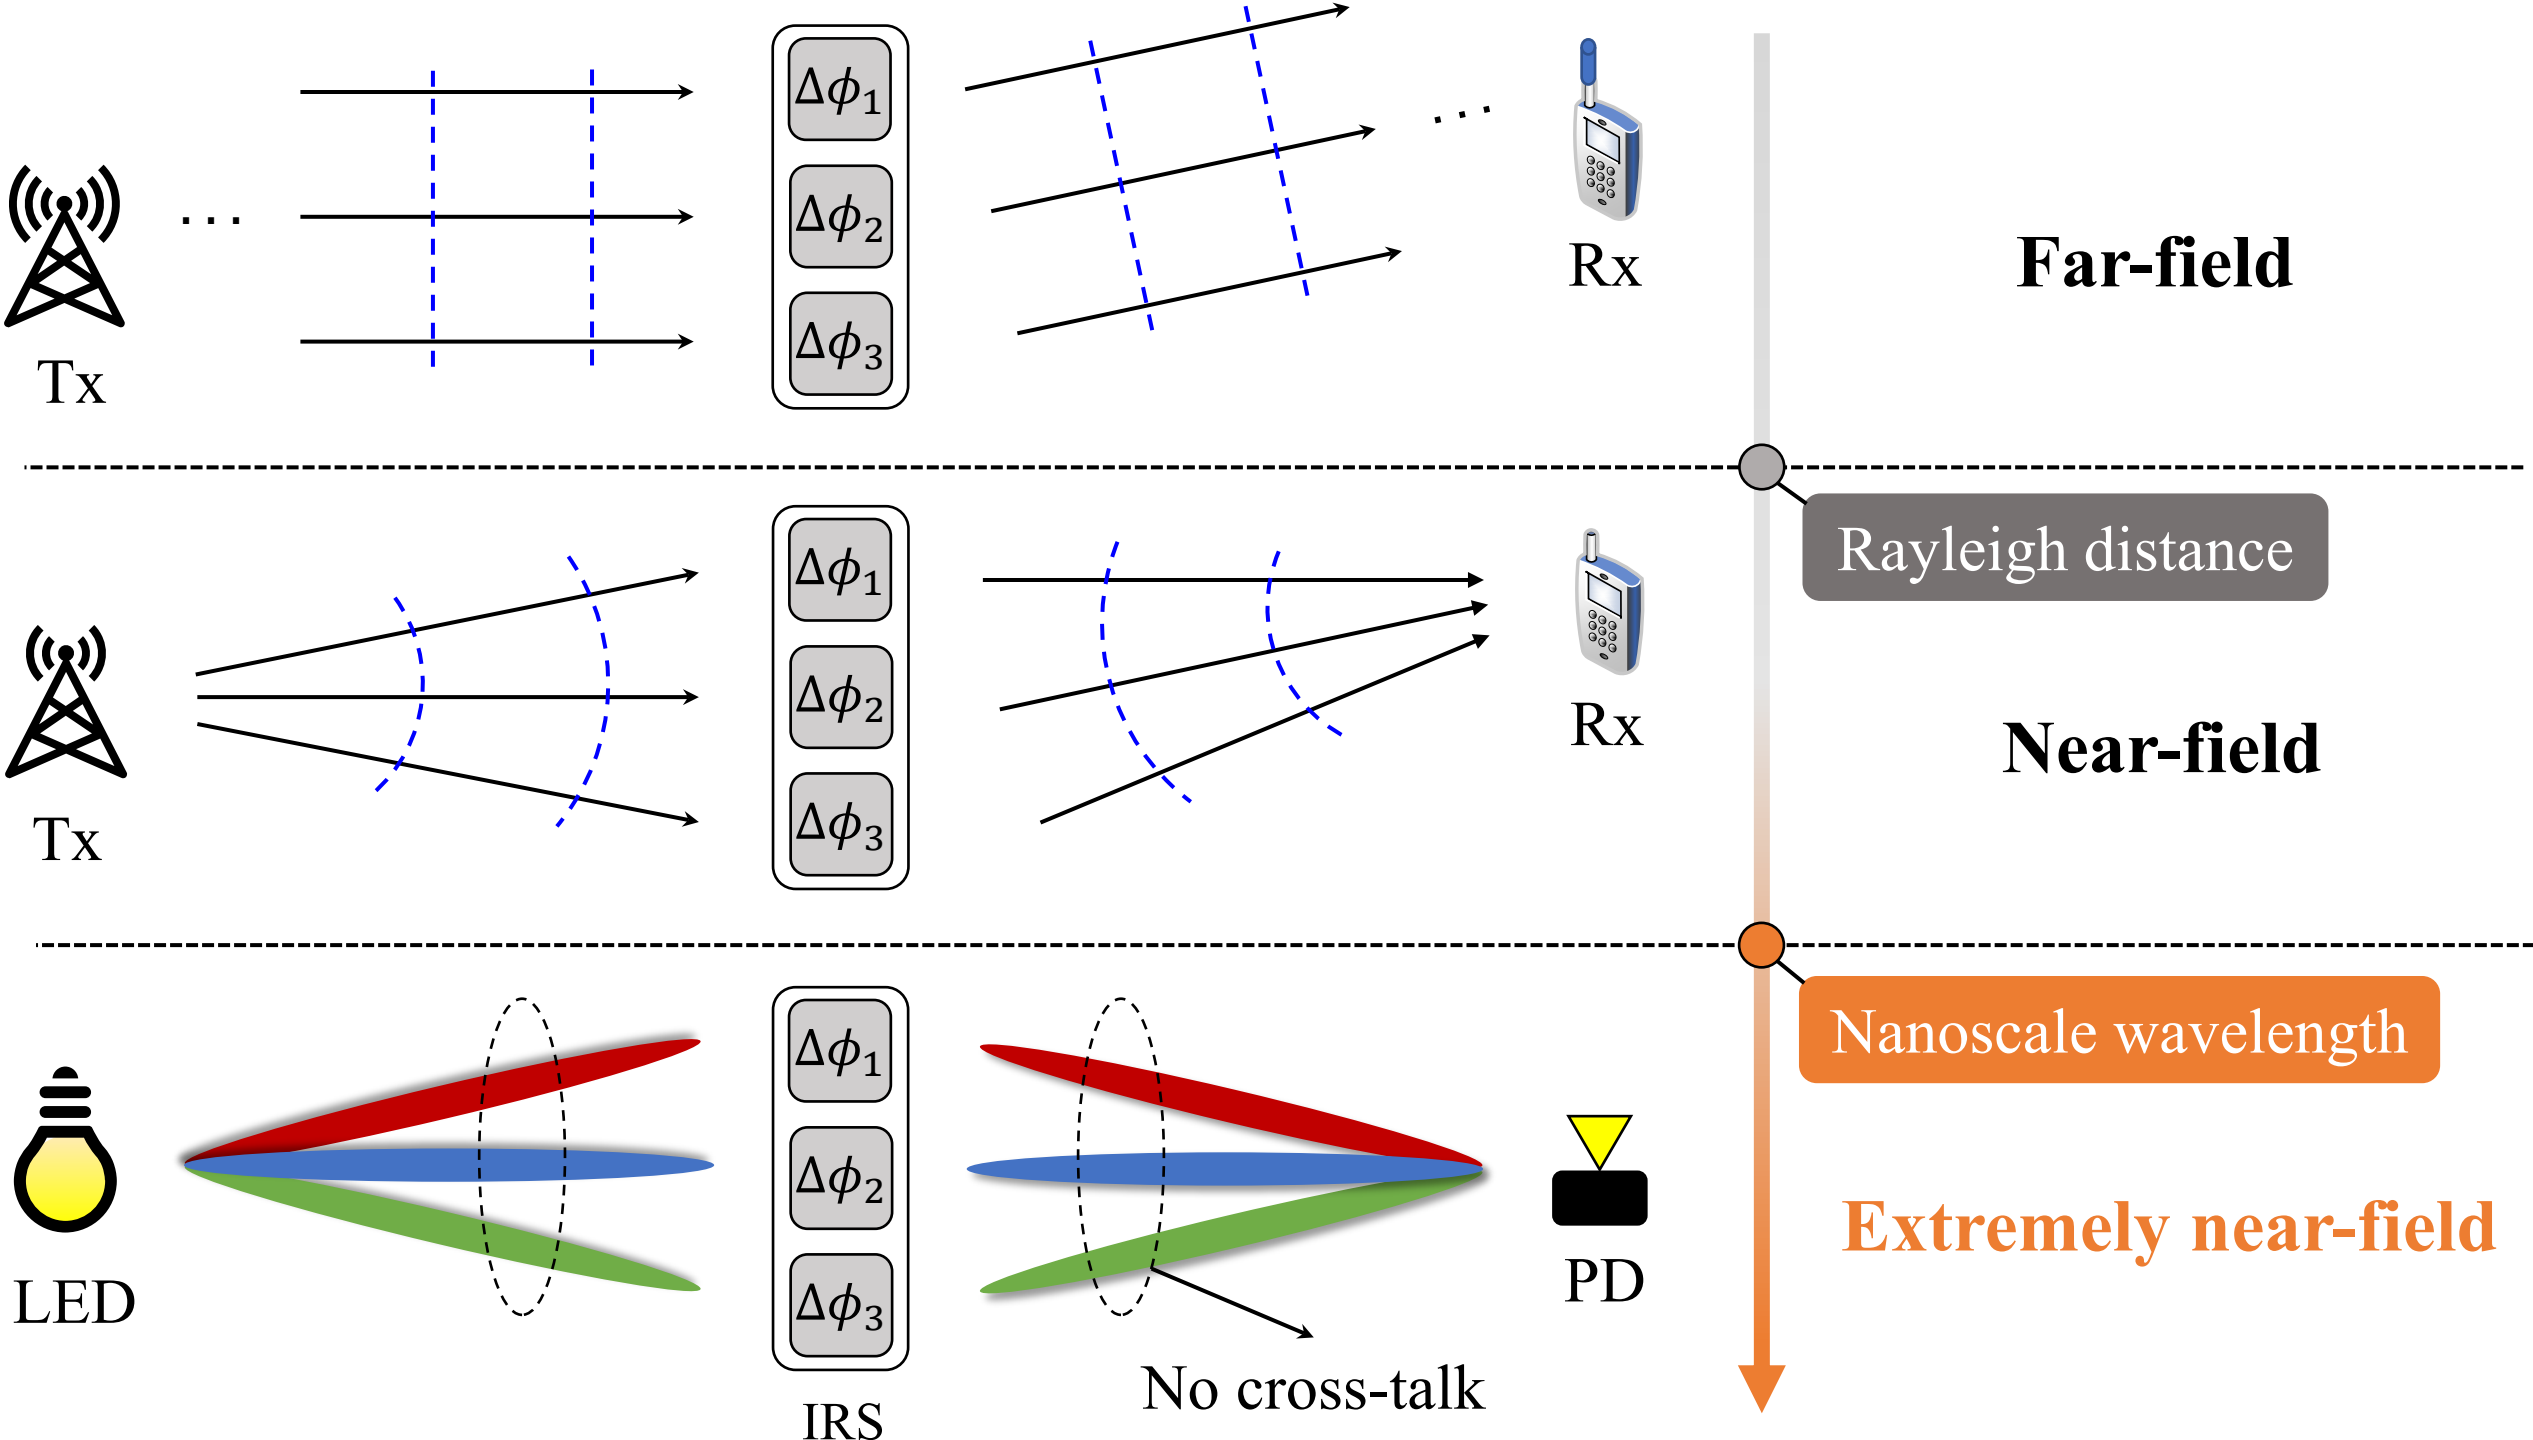 Δϕ₁
Δϕ₂
Δϕ₃
. . .
. . .
Tx
Rx
Far-field
Rayleigh distance
Δϕ₁
Δϕ₂
Δϕ₃
Tx
Rx
Near-field
Nanoscale wavelength
Δϕ₁
Δϕ₂
Δϕ₃
LED
IRS
No cross-talk
PD
Extremely near-field